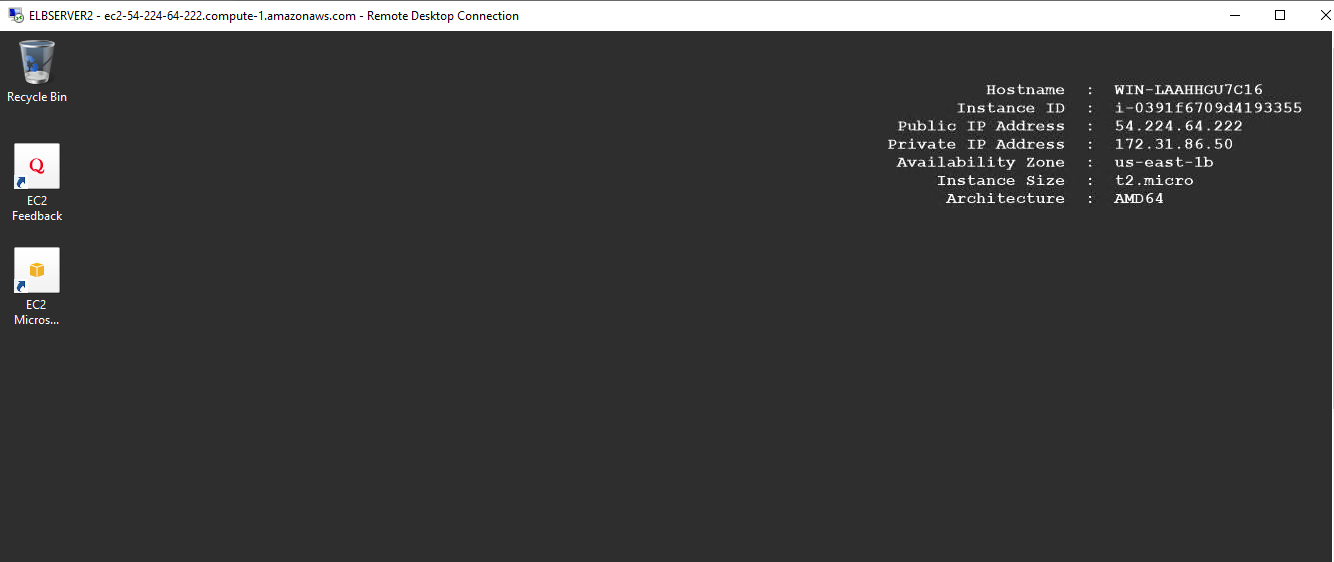 ELBSERVER2 - ec2-54-224-64-222.compute-1.amazonaws.com - Remote Desktop Connection
Recycle Bin
Q
EC2
Feedback
EC2
Micros...
Hostname : WIN-LAAHHGU7C16
Instance ID : i-0391f6709d4193355
Public IP Address : 54.224.64.222
Private IP Address : 172.31.86.50
Availability Zone : us-east-1b
Instance Size : t2.micro
Architecture : AMD64